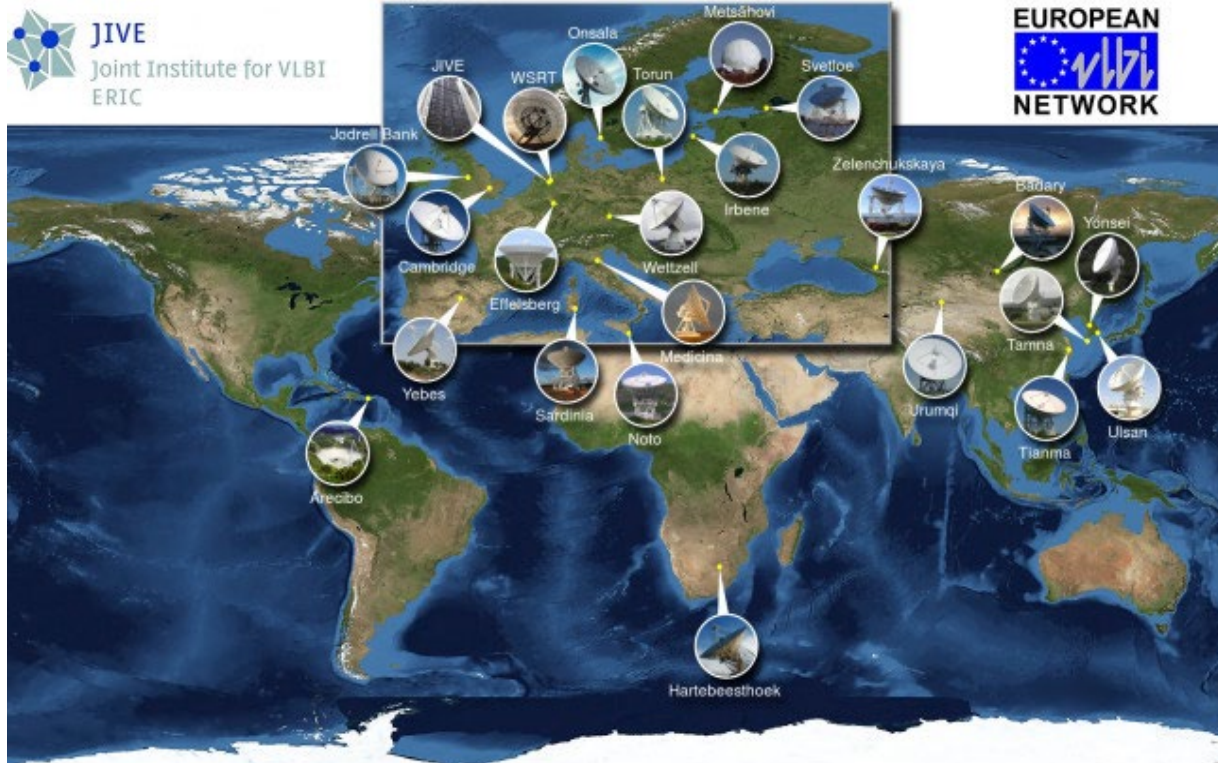 JIVE
Joint Institute for VLBI
ERIC
EUROPEAN
vlbi
NETWORK
Metsähovi
Onsala
Svetloe
JIVE
WSRT
Torun
Jodrell Bank
Zelenchukskaya
Badary
Yonsei
Irbene
Cambridge
Wettzell
Effelsberg
Tamna
Medicina
Yebes
Sardinia
Noto
Urumqi
Ulsan
Tianma
Arecibo
Hartebeesthoek